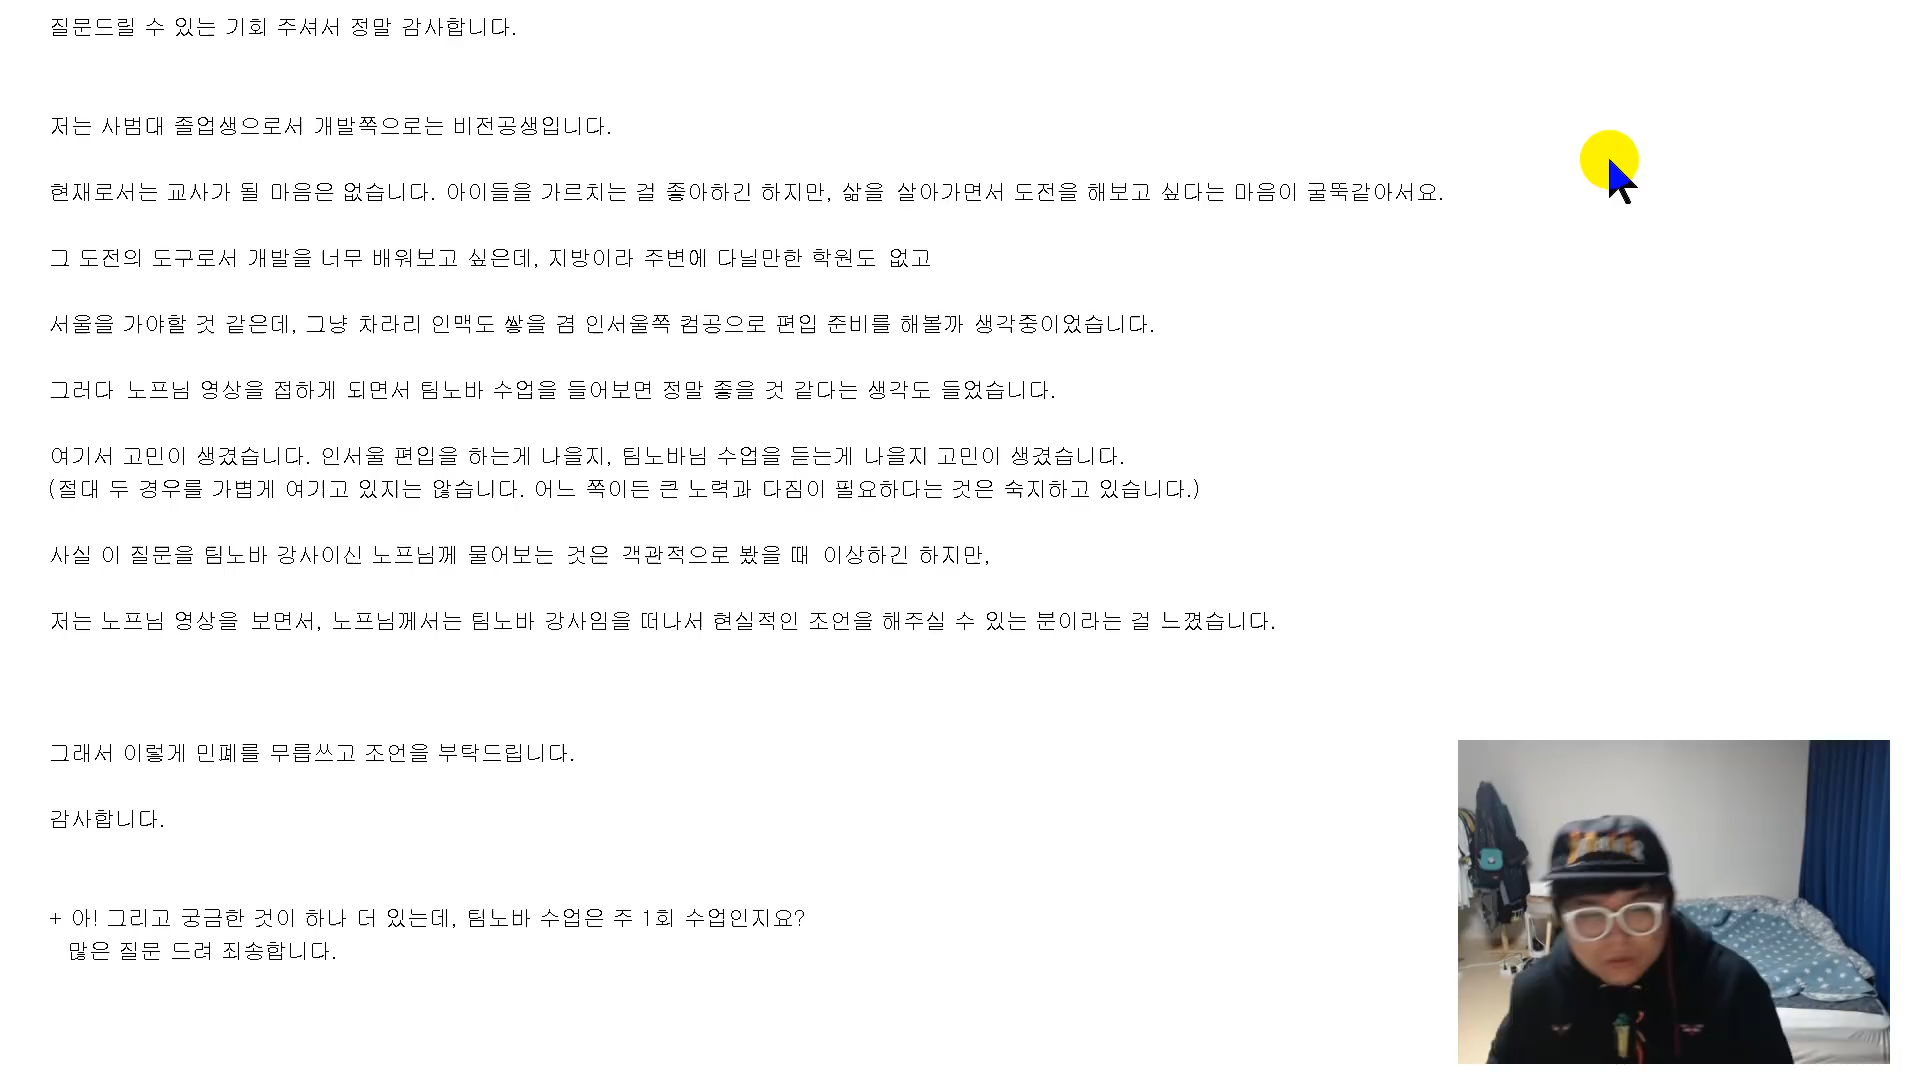 질문드릴 수 있는 기회 주셔서 정말 감사합니다.
저는 사범대 졸업생으로서 개발쪽으로는 비전공생입니다.
현재로서는 교사가 될 마음은 없습니다. 아이들을 가르치는 걸 좋아하긴 하지만, 삶을 살아가면서 도전을 해보고 싶다는 마음이 굴뚝같아서요.
그 도전의 도구로서 개발을 너무 배워보고 싶은데, 지방이라 주변에 다닐만한 학원도 없고
서울을 가야할 것 같은데, 그냥 차라리 인맥도 쌓을 겸 인서울쪽 컴공으로 편입 준비를 해볼까 생각중이었습니다.
그러다 노프님 영상을 접하게 되면서 팀노바 수업을 들어보면 정말 좋을 것 같다는 생각도 들었습니다.
여기서 고민이 생겼습니다. 인서울 편입을 하는게 나을지, 팀노바님 수업을 듣는게 나을지 고민이 생겼습니다.
(절대 두 경우를 가볍게 여기고 있지는 않습니다. 어느 쪽이든 큰 노력과 다짐이 필요하다는 것은 숙지하고 있습니다.)
사실 이 질문을 팀노바 강사이신 노프님께 물어보는 것은 객관적으로 봤을 때 이상하긴 하지만,
저는 노프님 영상을 보면서, 노프님께서는 팀노바 강사임을 떠나서 현실적인 조언을 해주실 수 있는 분이라는 걸 느꼈습니다.
그래서 이렇게 민폐를 무릅쓰고 조언을 부탁드립니다.
감사합니다.
+ 아! 그리고 궁금한 것이 하나 더 있는데, 팀노바 수업은 주 1회 수업인지요?
많은 질문 드려 죄송합니다.